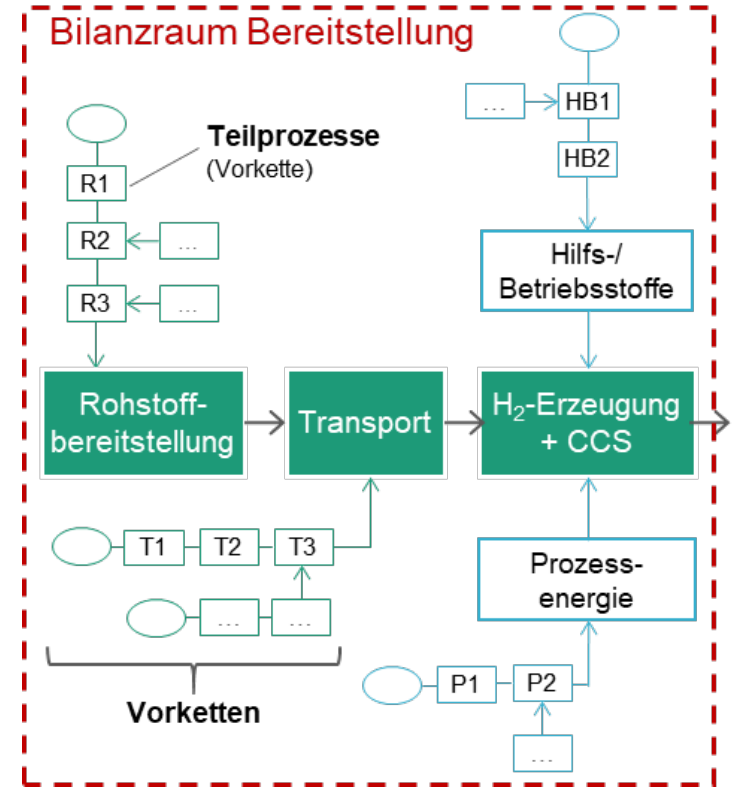 Bilanzraum Bereitstellung
...
HB1
HB2
Teilprozesse
(Vorkette)
R1
R2
...
R3
...
Hilfs-/
Betriebsstoffe
Rohstoff-
bereitstellung
Transport
H₂-Erzeugung
+ CCS
T1
T2
T3
...
...
Prozess-
energie
Vorketten
P1
P2
...